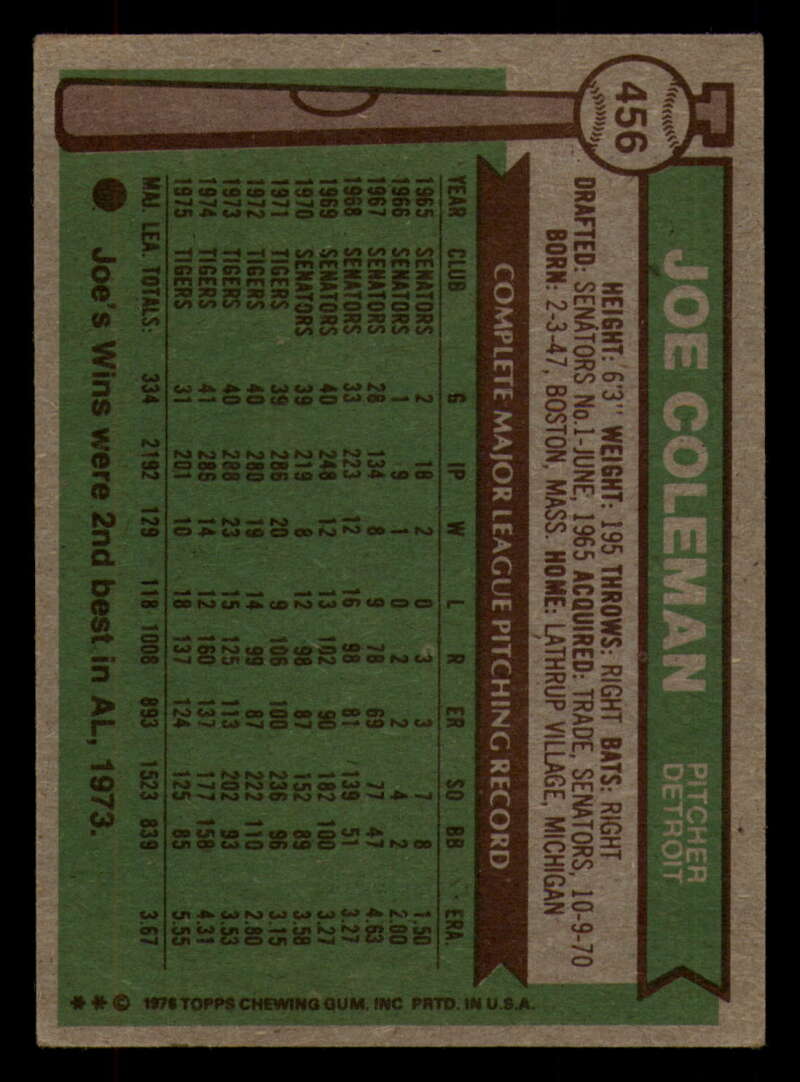 456
JOE COLEMAN
PITCHER
DETROIT
HEIGHT: 6'3" WEIGHT: 195 THROWS: RIGHT BATS: RIGHT
DRAFTED: SENATORS No.1-JUNE, 1965 ACQUIRED: TRADE, SENATORS, 10-9-70
BORN: 2-3-47, BOSTON, MASS. HOME: LATHRUP VILLAGE, MICHIGAN
COMPLETE MAJOR LEAGUE PITCHING RECORD
YEAR CLUB G IP W L R ER SO BB ERA.
1965 SENATORS 2 18 2 0 3 3 7 8 1.50
1966 SENATORS 1 9 1 0 2 2 4 2 2.00
1967 SENATORS 28 134 8 9 78 69 77 47 4.63
1968 SENATORS 33 223 12 16 98 81 139 51 3.27
1969 SENATORS 40 248 12 13 102 90 182 100 3.27
1970 SENATORS 39 219 8 12 98 87 152 89 3.58
1971 TIGERS 39 286 20 9 106 100 236 96 3.15
1972 TIGERS 40 280 19 14 99 87 222 110 2.80
1973 TIGERS 40 288 23 15 125 113 202 93 3.53
1974 TIGERS 41 286 14 12 160 137 177 158 4.31
1975 TIGERS 31 201 10 18 137 124 125 85 5.55
MAJ. LEA. TOTALS: 334 2192 129 118 1008 893 1523 839 3.67
Joe's Wins were 2nd best in AL, 1973.
**© 1976 TOPPS CHEWING GUM, INC PRTD. IN U.S.A.